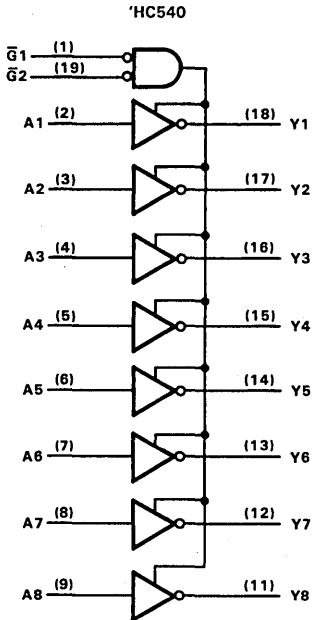 'HC540
G̅1 (1)
G̅2 (19)
A1 (2) (18) Y1
A2 (3) (17) Y2
A3 (4) (16) Y3
A4 (5) (15) Y4
A5 (6) (14) Y5
A6 (7) (13) Y6
A7 (8) (12) Y7
A8 (9) (11) Y8